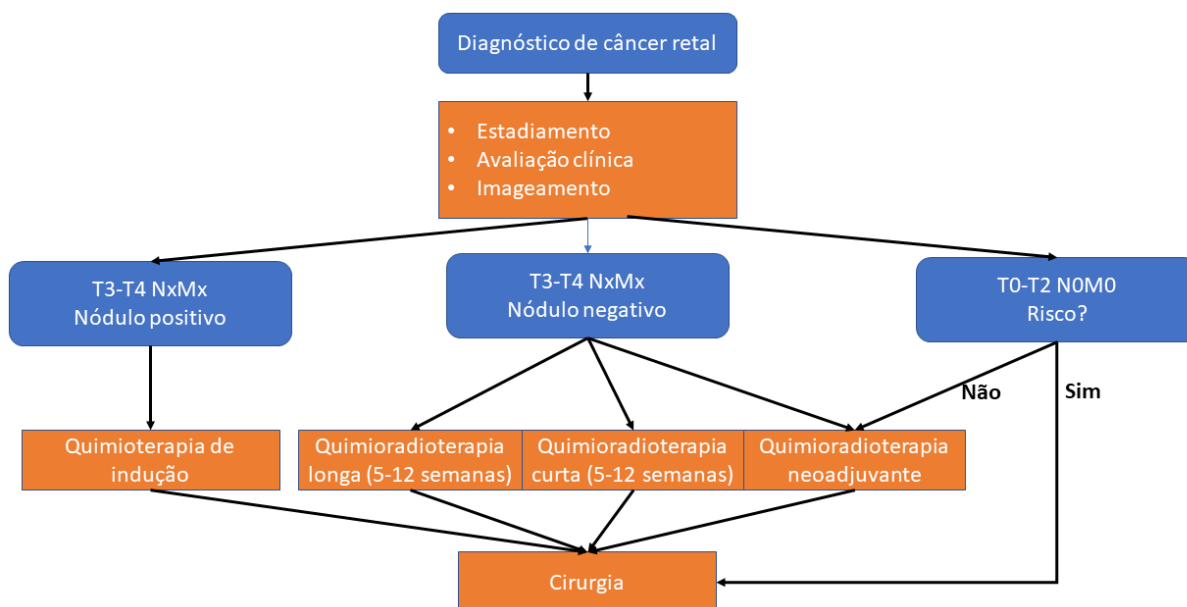 Diagnóstico de câncer retal
• Estadiamento
• Avaliação clínica
• Imageamento
T3-T4 NxMx
Nódulo positivo
T3-T4 NxMx
Nódulo negativo
T0-T2 N0M0
Risco?
Não
Sim
Quimioterapia de
indução
Quimioradioterapia
longa (5-12 semanas)
Quimioradioterapia
curta (5-12 semanas)
Quimioradioterapia
neoadjuvante
Cirurgia